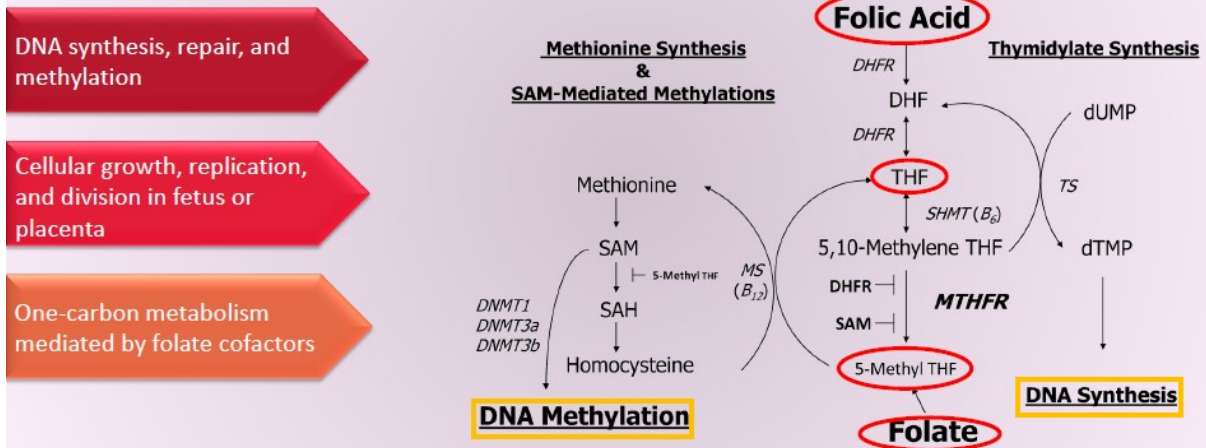 DNA synthesis, repair, and
methylation
Cellular growth, replication,
and division in fetus or
placenta
One-carbon metabolism
mediated by folate cofactors
Methionine Synthesis
&
SAM-Mediated Methylations
Methionine
SAM
5-Methyl THF
SAH
Homocysteine
DNMT1
DNMT3a
DNMT3b
DNA Methylation
MS
(B12)
Folic Acid
DHFR
DHF
DHFR
THF
SHMT (B6)
5,10-Methylene THF
DHFR
SAM
MTHFR
5-Methyl THF
Folate
Thymidylate Synthesis
dUMP
TS
dTMP
DNA Synthesis